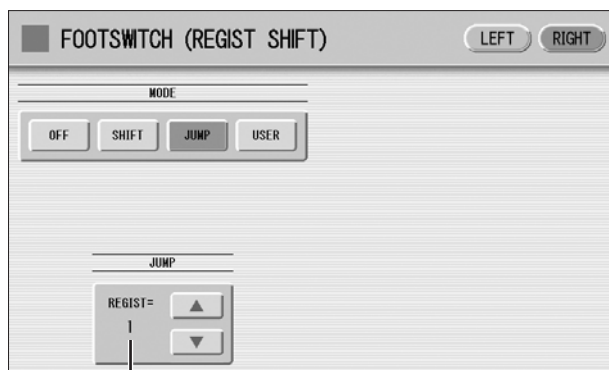 FOOTSWITCH (REGIST SHIFT) LEFT RIGHT
MODE
OFF SHIFT JUMP USER
JUMP
REGIST=
1